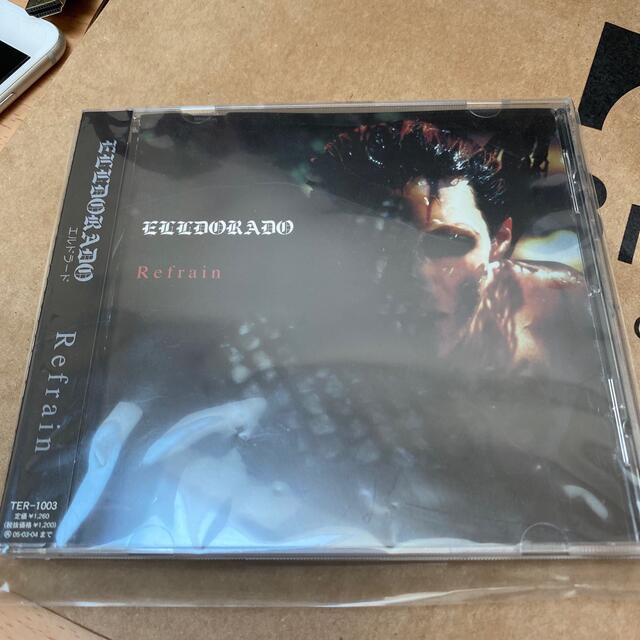 ELLDORADO
エルドラード
Refrain
TER-1003
定価¥1,260
(税抜価格¥1,200)
05·03·04 まで
ELLDORADO
Refrain